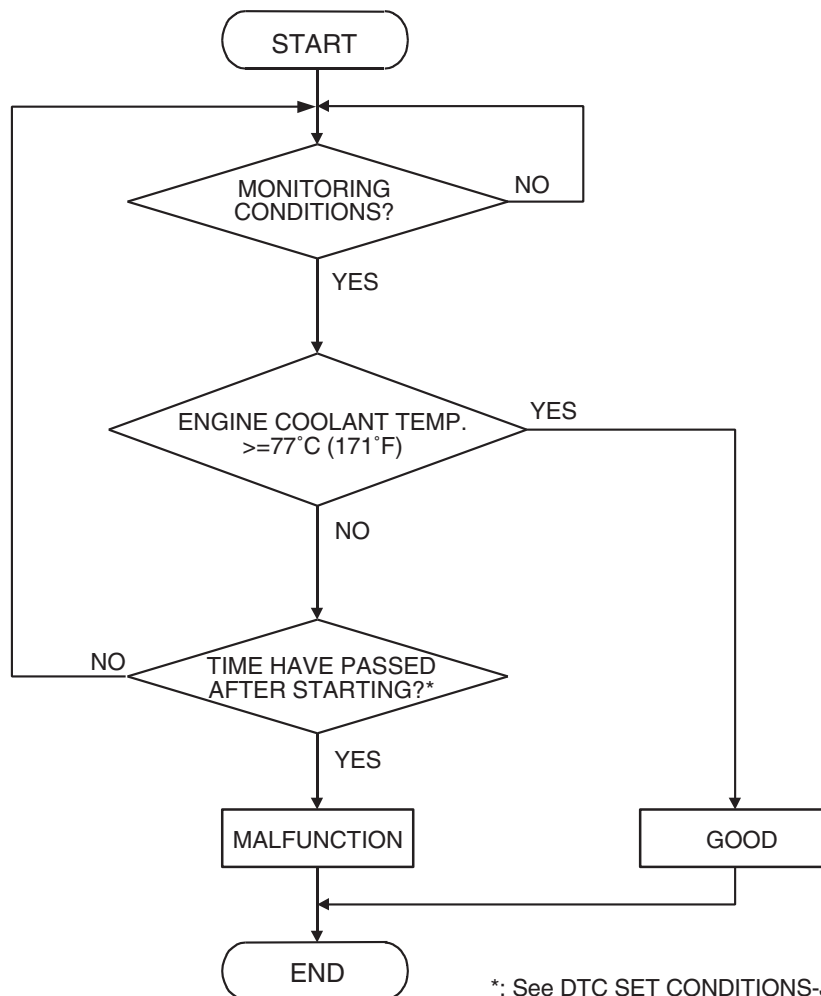 START
MONITORING
CONDITIONS?
NO
YES
ENGINE COOLANT TEMP.
>=77˚C (171˚F)
YES
NO
TIME HAVE PASSED
AFTER STARTING?*
NO
YES
MALFUNCTION
GOOD
END
*: See DTC SET CONDITIONS-